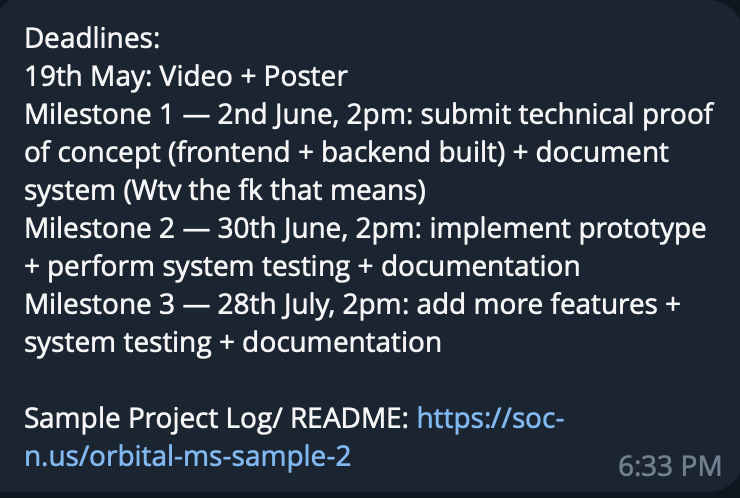 Deadlines:
19th May: Video + Poster
Milestone 1 — 2nd June, 2pm: submit technical proof
of concept (frontend + backend built) + document
system (Wtv the fk that means)
Milestone 2 — 30th June, 2pm: implement prototype
+ perform system testing + documentation
Milestone 3 — 28th July, 2pm: add more features +
system testing + documentation
Sample Project Log/ README: https://soc-
n.us/orbital-ms-sample-2
6:33 PM